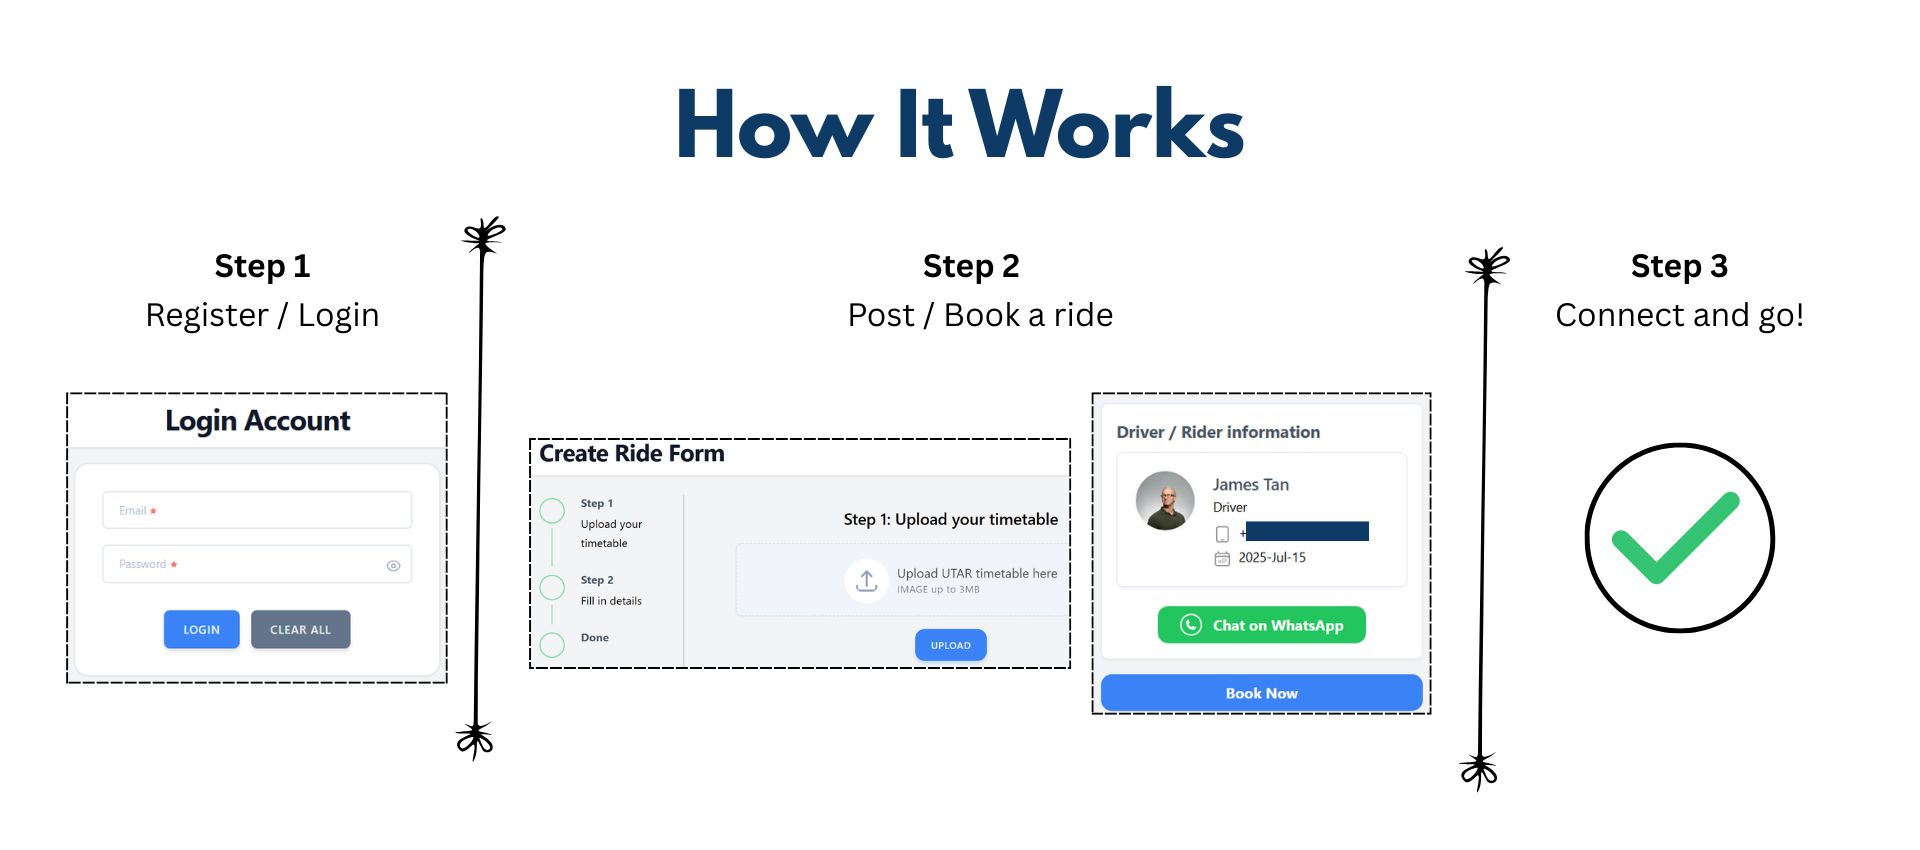 How It Works
Step 1
Register / Login
Login Account
Email *
Password *
LOGIN
CLEAR ALL
Step 2
Post / Book a ride
Create Ride Form
Step 1
Upload your
timetable
Step 2
Fill in details
Done
Step 1: Upload your timetable
Upload UTAR timetable here
IMAGE up to 3MB
UPLOAD
Driver / Rider information
James Tan
Driver
+
2025-Jul-15
Chat on WhatsApp
Book Now
Step 3
Connect and go!